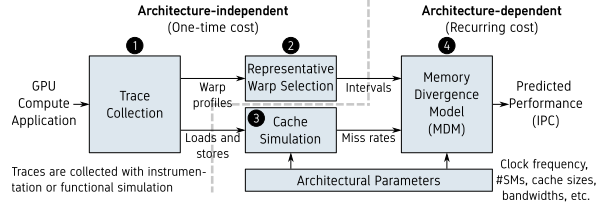 Architecture-independent
(One-time cost)
Architecture-dependent
(Recurring cost)
1
2
4
GPU
Compute
Application
Trace
Collection
Warp
profiles
Loads and
stores
Representative
Warp Selection
3
Cache
Simulation
Intervals
Miss rates
Memory
Divergence
Model
(MDM)
Predicted
Performance
(IPC)
Traces are collected with instrumen-
tation or functional simulation
Architectural Parameters
Clock frequency,
#SMs, cache sizes,
bandwidths, etc.